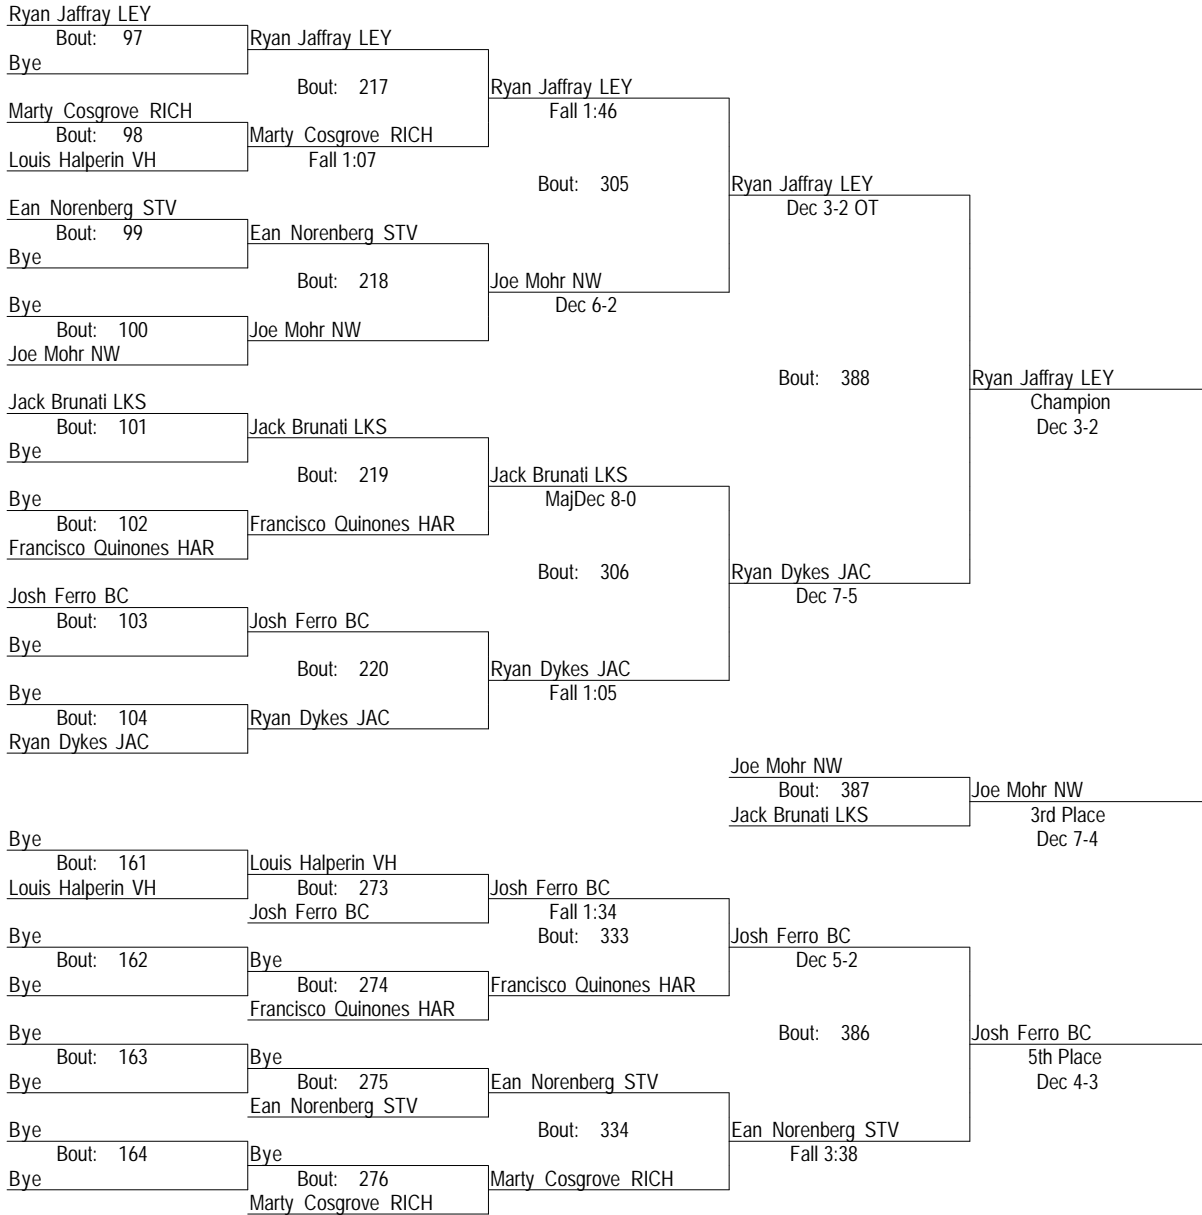 Ryan Jaffray LEY
Bout: 97
Bye
Ryan Jaffray LEY
Bout: 217
Marty Cosgrove RICH
Bout: 98
Louis Halperin VH
Marty Cosgrove RICH
Fall 1:07
Ryan Jaffray LEY
Fall 1:46
Bout: 305
Ean Norenberg STV
Bout: 99
Bye
Ean Norenberg STV
Bout: 218
Bye
Bout: 100
Joe Mohr NW
Joe Mohr NW
Joe Mohr NW
Dec 6-2
Ryan Jaffray LEY
Dec 3-2 OT
Bout: 388
Jack Brunati LKS
Bout: 101
Bye
Jack Brunati LKS
Bout: 219
Bye
Bout: 102
Francisco Quinones HAR
Francisco Quinones HAR
Jack Brunati LKS
MajDec 8-0
Bout: 306
Josh Ferro BC
Bout: 103
Bye
Josh Ferro BC
Bout: 220
Bye
Bout: 104
Ryan Dykes JAC
Ryan Dykes JAC
Ryan Dykes JAC
Fall 1:05
Ryan Dykes JAC
Dec 7-5
Ryan Jaffray LEY
Champion
Dec 3-2
Joe Mohr NW
Bout: 387
Jack Brunati LKS
Joe Mohr NW
3rd Place
Dec 7-4
Bye
Bout: 161
Louis Halperin VH
Louis Halperin VH
Bout: 273
Josh Ferro BC
Josh Ferro BC
Fall 1:34
Bout: 333
Bye
Bout: 162
Bye
Bye
Bout: 274
Francisco Quinones HAR
Francisco Quinones HAR
Josh Ferro BC
Dec 5-2
Bout: 386
Bye
Bout: 163
Bye
Bye
Bout: 275
Ean Norenberg STV
Ean Norenberg STV
Bout: 334
Bye
Bout: 164
Bye
Bye
Bout: 276
Marty Cosgrove RICH
Marty Cosgrove RICH
Ean Norenberg STV
Fall 3:38
Josh Ferro BC
5th Place
Dec 4-3